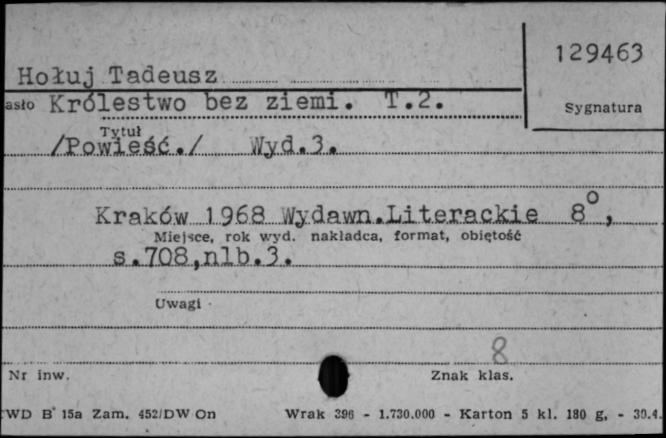 129463
Hołuj Tadeusz
asło Królestwo bez ziemi. T.2.
Sygnatura
Tytuł
/Powieść./ Wyd.3.
Kraków 1968 Wydawn.Literackie 8°,
Miejsce, rok wyd. nakładca, format, objętość
s.708,nlb.3.
Uwagi
8
Nr inw.
Znak klas.
WD B 15a Zam. 452/DW On Wrak 396 - 1.730.000 - Karton 5 kl. 180 g, - 30.4.